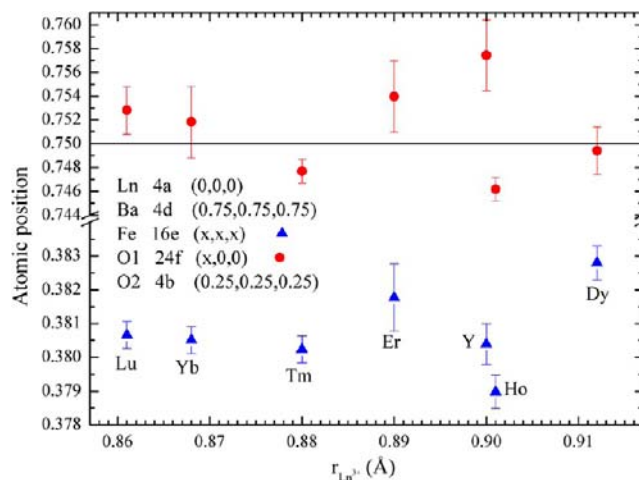 0.760
0.758
0.756
0.754
0.752
0.750
0.748
0.746
0.744
0.383
0.382
0.381
0.380
0.379
0.378
Atomic position
Ln 4a (0,0,0)
Ba 4d (0.75,0.75,0.75)
Fe 16e (x,x,x)
O1 24f (x,0,0)
O2 4b (0.25,0.25,0.25)
Lu
Yb
Tm
Er
Y
Ho
Dy
0.86 0.87 0.88 0.89 0.90 0.91
r Ln3+ (Å)